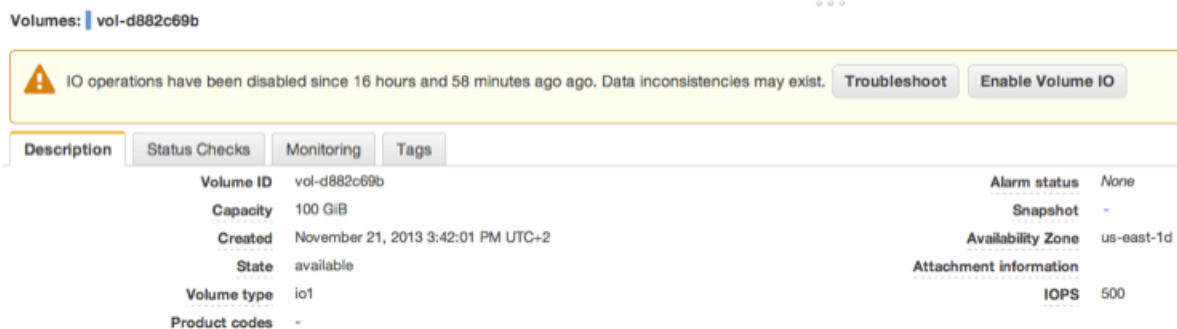 Volumes: vol-d882c69b
IO operations have been disabled since 16 hours and 58 minutes ago ago. Data inconsistencies may exist. Troubleshoot Enable Volume IO
Description Status Checks Monitoring Tags
Volume ID vol-d882c69b Alarm status None
Capacity 100 GiB Snapshot -
Created November 21, 2013 3:42:01 PM UTC+2 Availability Zone us-east-1d
State available Attachment information
Volume type io1 IOPS 500
Product codes -